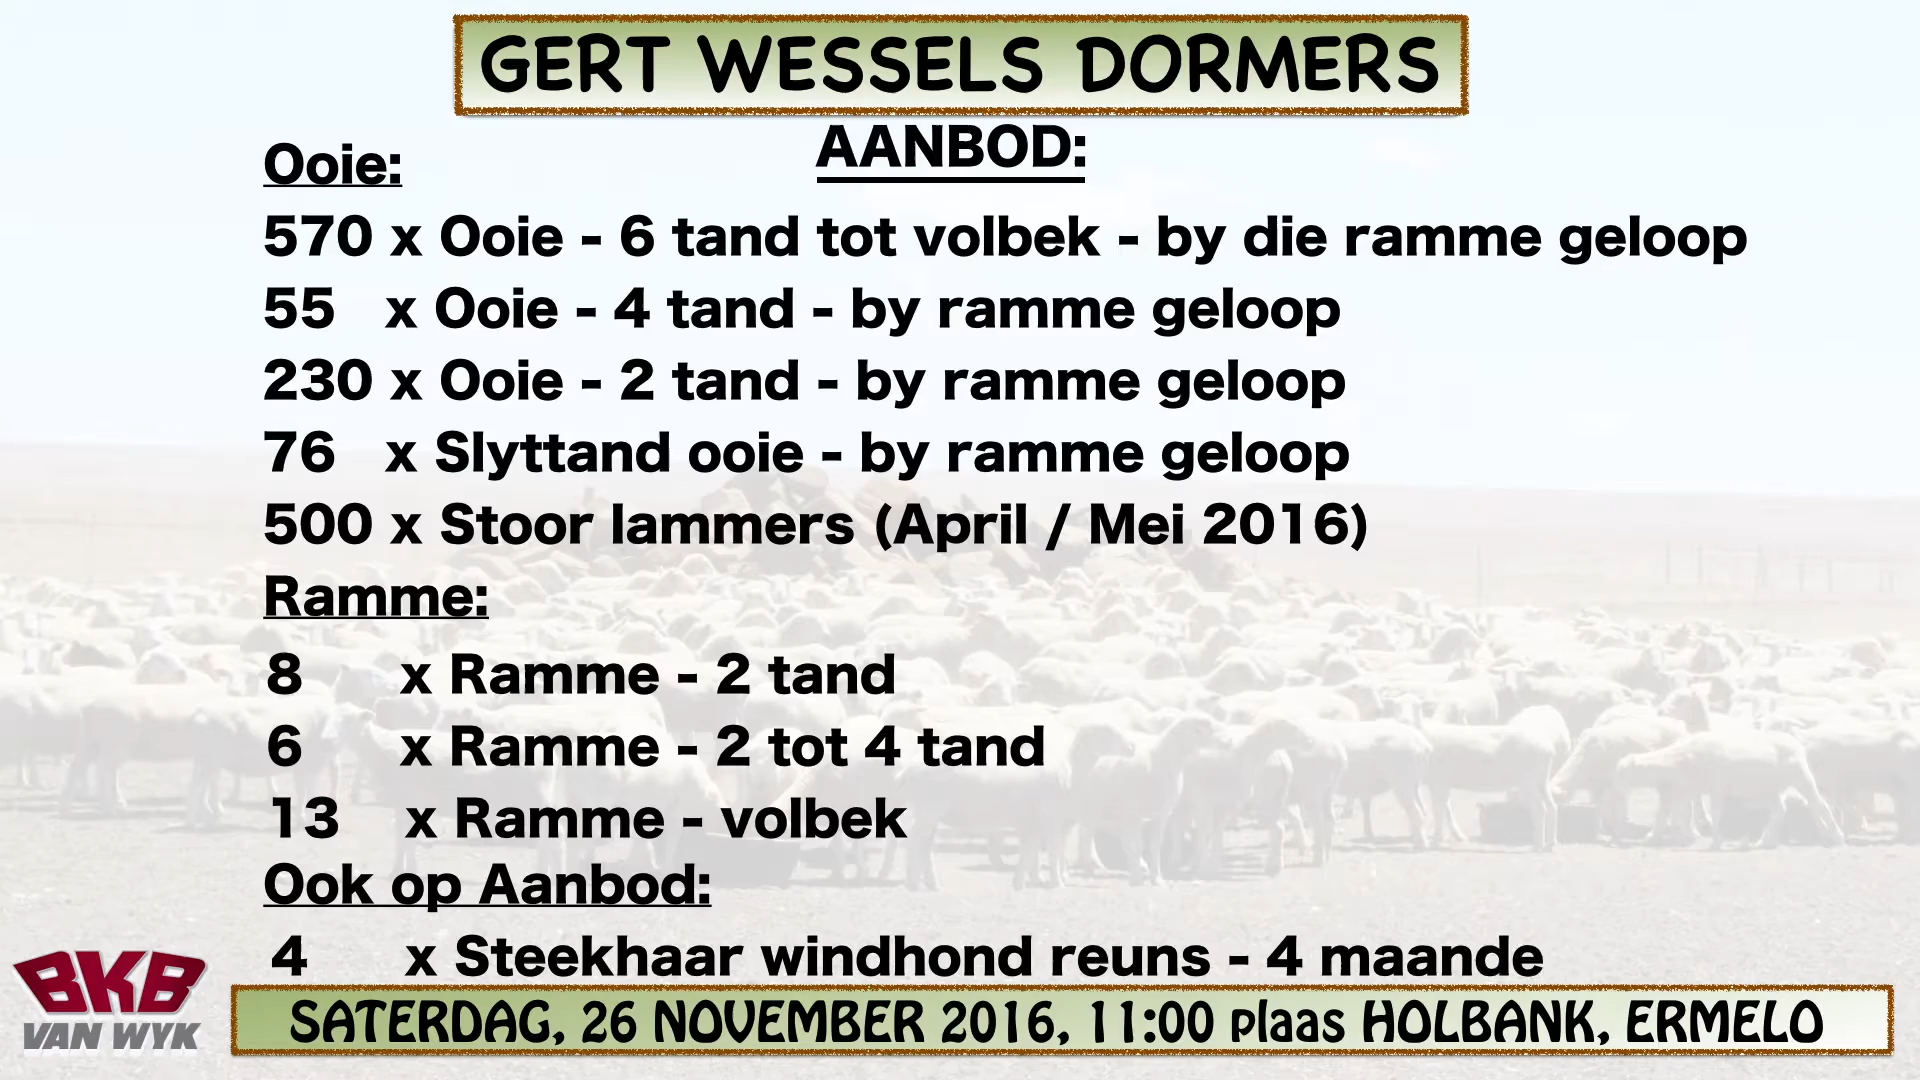 GERT WESSELS DORMERS
AANBOD:
Ooie:
570 x Ooie - 6 tand tot volbek - by die ramme geloop
55 x Ooie - 4 tand - by ramme geloop
230 x Ooie - 2 tand - by ramme geloop
76 x Slyttand ooie - by ramme geloop
500 x Stoor lammers (April / Mei 2016)
Ramme:
8 x Ramme - 2 tand
6 x Ramme - 2 tot 4 tand
13 x Ramme - volbek
Ook op Aanbod:
4 x Steekhaar windhond reuns - 4 maande
BKB
VAN WYK
SATERDAG, 26 NOVEMBER 2016, 11:00 plaas HOLBANK, ERMELO